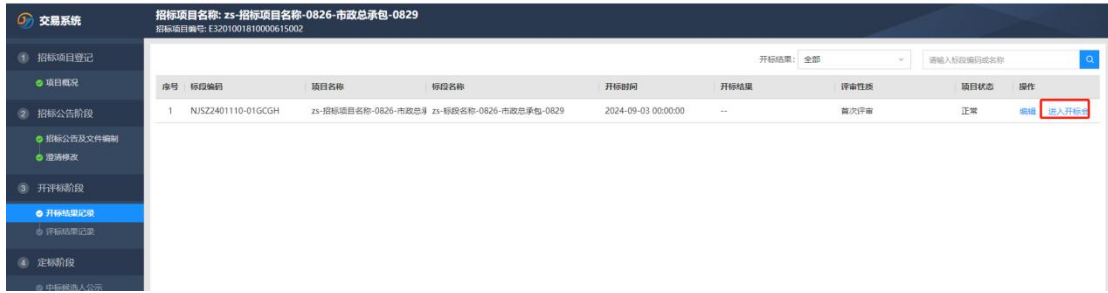 交易系统
招标项目名称: zs-招标项目名称-0826-市政总承包-0829
招标项目编号: E3201001810000615002
1 招标项目登记
项目概况
2 招标公告阶段
招标公告及文件编制
澄清修改
3 开评标阶段
开标结果记录
评标结果记录
4 定标阶段
中标候选人公示
开标结果: 全部 请输入标段编码或名称
序号 标段编码 项目名称 标段名称 开标时间 开标结果 评审性质 项目状态 操作
1 NJSZ2401110-01GCGH zs-招标项目名称-0826-市政总 zs-标段名称-0826-市政总承包-0829 2024-09-03 00:00:00 -- 首次评审 正常 编辑 进入开标